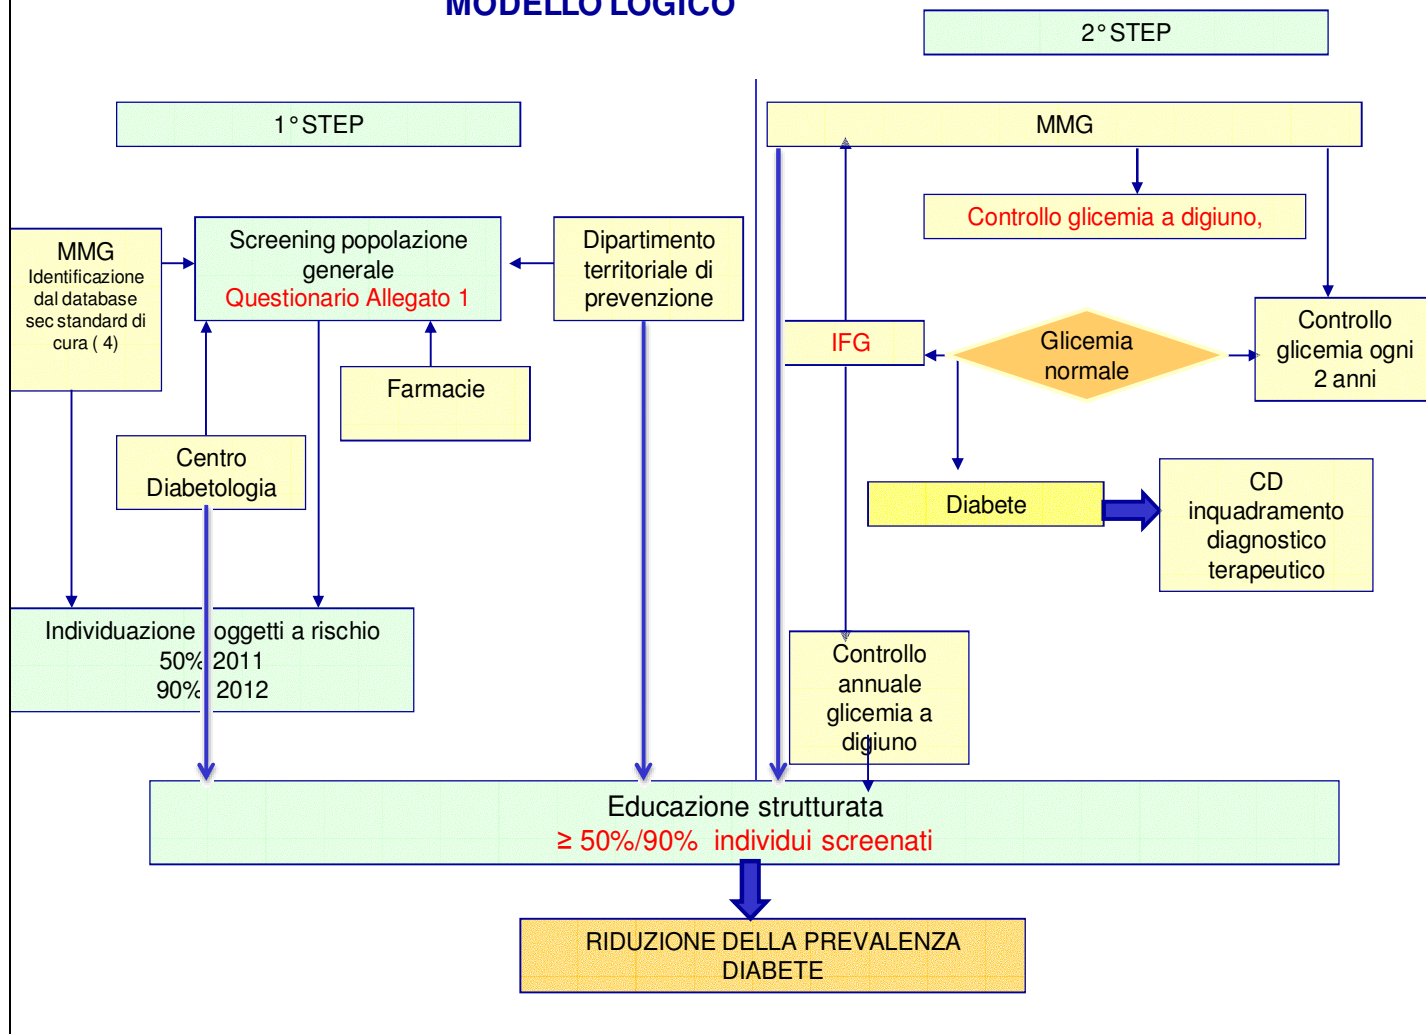 MODELLO LOGICO
2° STEP
1° STEP
MMG
Controllo glicemia a digiuno,
MMG
Identificazione
dal database
sec standard di
cura ( 4)
Screening popolazione
generale
Questionario Allegato 1
Dipartimento
territoriale di
prevenzione
Farmacie
Centro
Diabetologia
IFG
Glicemia
normale
Controllo
glicemia ogni
2 anni
Diabete
CD
inquadramento
diagnostico
terapeutico
Individuazione oggetti a rischio
50% 2011
90% 2012
Controllo
annuale
glicemia a
digiuno
Educazione strutturata
≥ 50%/90% individui screenati
RIDUZIONE DELLA PREVALENZA
DIABETE